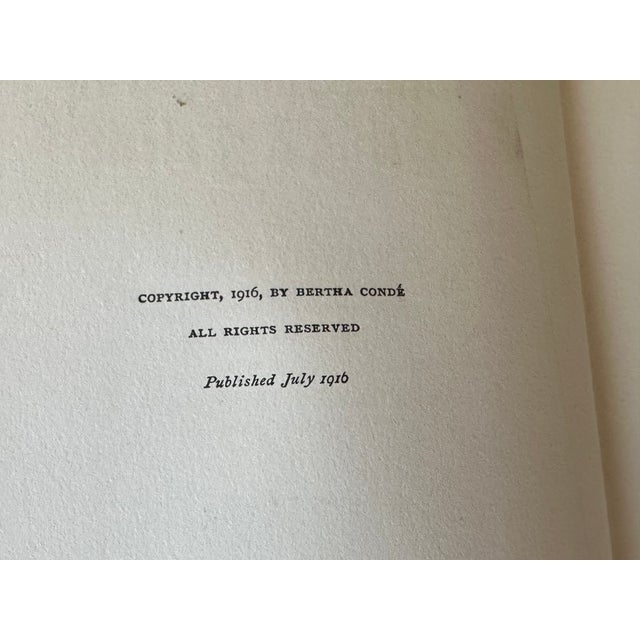 COPYRIGHT, 1916, BY BERTHA CONDÉ
ALL RIGHTS RESERVED
Published July 1916